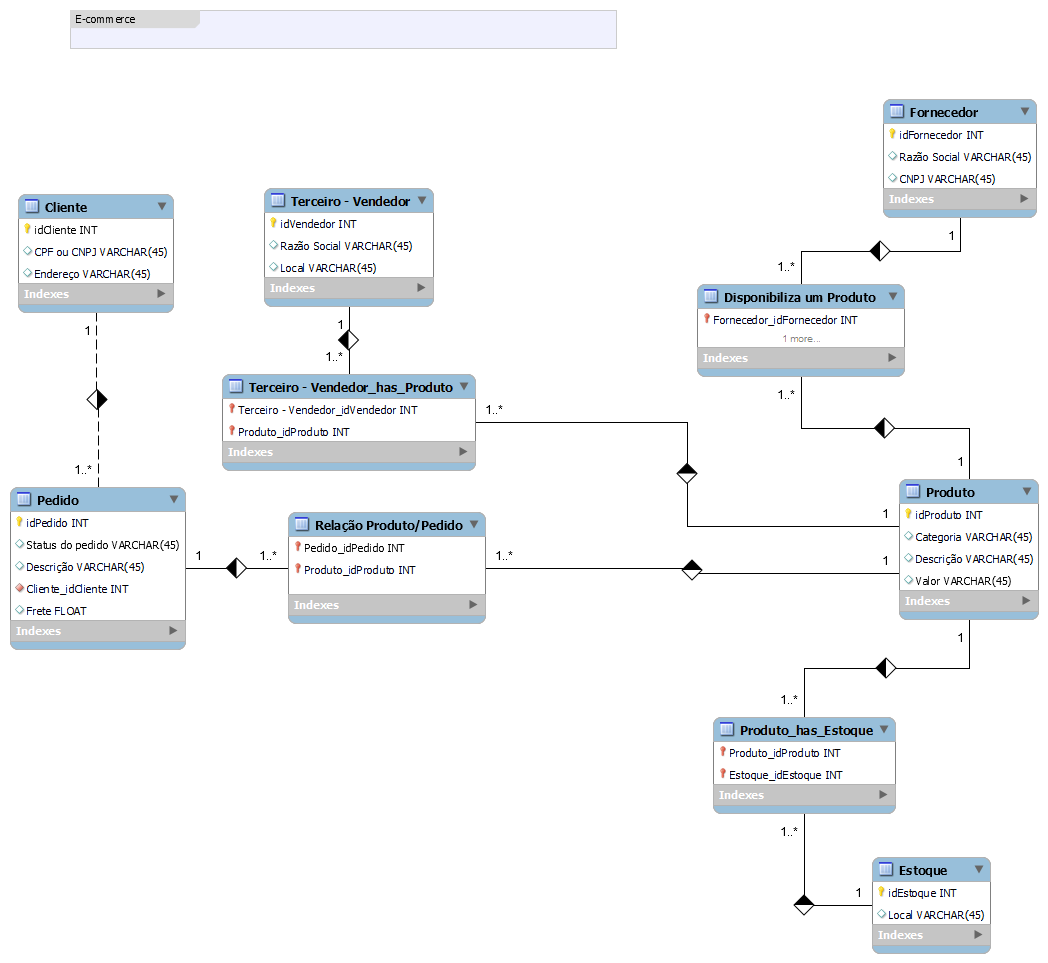 E-commerce
Fornecedor
idFornecedor INT
Razão Social VARCHAR(45)
CNPJ VARCHAR(45)
Indexes
1
1..*
Cliente
idCliente INT
CPF ou CNPJ VARCHAR(45)
Endereço VARCHAR(45)
Indexes
1
1..*
Terceiro - Vendedor
idVendedor INT
Razão Social VARCHAR(45)
Local VARCHAR(45)
Indexes
1
1..*
Disponibiliza um Produto
Fornecedor_idFornecedor INT
1 more...
Indexes
1..*
1
Terceiro - Vendedor_has_Produto
Terceiro - Vendedor_idVendedor INT
Produto_idProduto INT
Indexes
1..*
1
Pedido
idPedido INT
Status do pedido VARCHAR(45)
Descrição VARCHAR(45)
Cliente_idCliente INT
Frete FLOAT
Indexes
1
1..*
Relação Produto/Pedido
Pedido_idPedido INT
Produto_idProduto INT
Indexes
1..*
1
Produto
idProduto INT
Categoria VARCHAR(45)
Descrição VARCHAR(45)
Valor VARCHAR(45)
Indexes
1
1..*
Produto_has_Estoque
Produto_idProduto INT
Estoque_idEstoque INT
Indexes
1..*
1
Estoque
idEstoque INT
Local VARCHAR(45)
Indexes